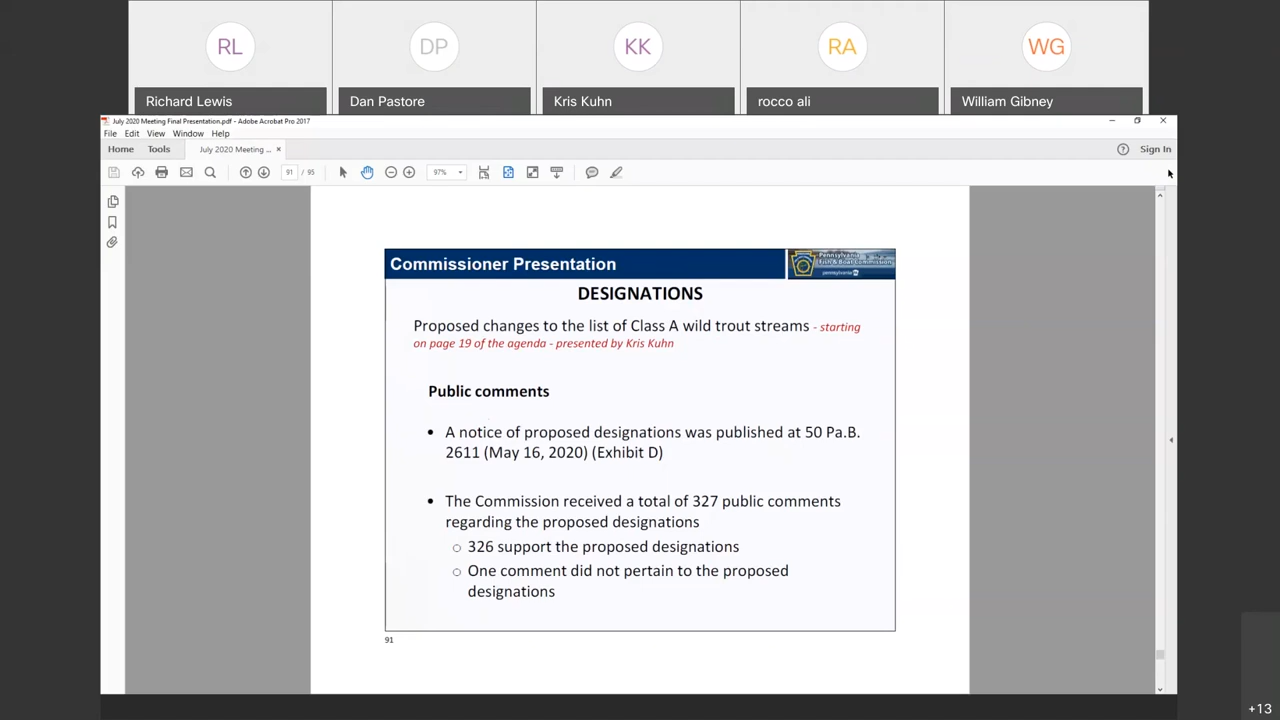 RL
DP
KK
RA
WG
Richard Lewis
Dan Pastore
Kris Kuhn
rocco ali
William Gibney
July 2020 Meeting Final Presentation.pdf - Adobe Acrobat Pro 2017
File Edit View Window Help
Home Tools July 2020 Meeting ... ×
Sign In
91 / 95
97%
Commissioner Presentation
Pennsylvania
Fish & Boat Commission
pennsylvania
DESIGNATIONS
Proposed changes to the list of Class A wild trout streams - starting
on page 19 of the agenda - presented by Kris Kuhn
Public comments
• A notice of proposed designations was published at 50 Pa.B.
2611 (May 16, 2020) (Exhibit D)
• The Commission received a total of 327 public comments
regarding the proposed designations
○ 326 support the proposed designations
○ One comment did not pertain to the proposed
designations
91
+13